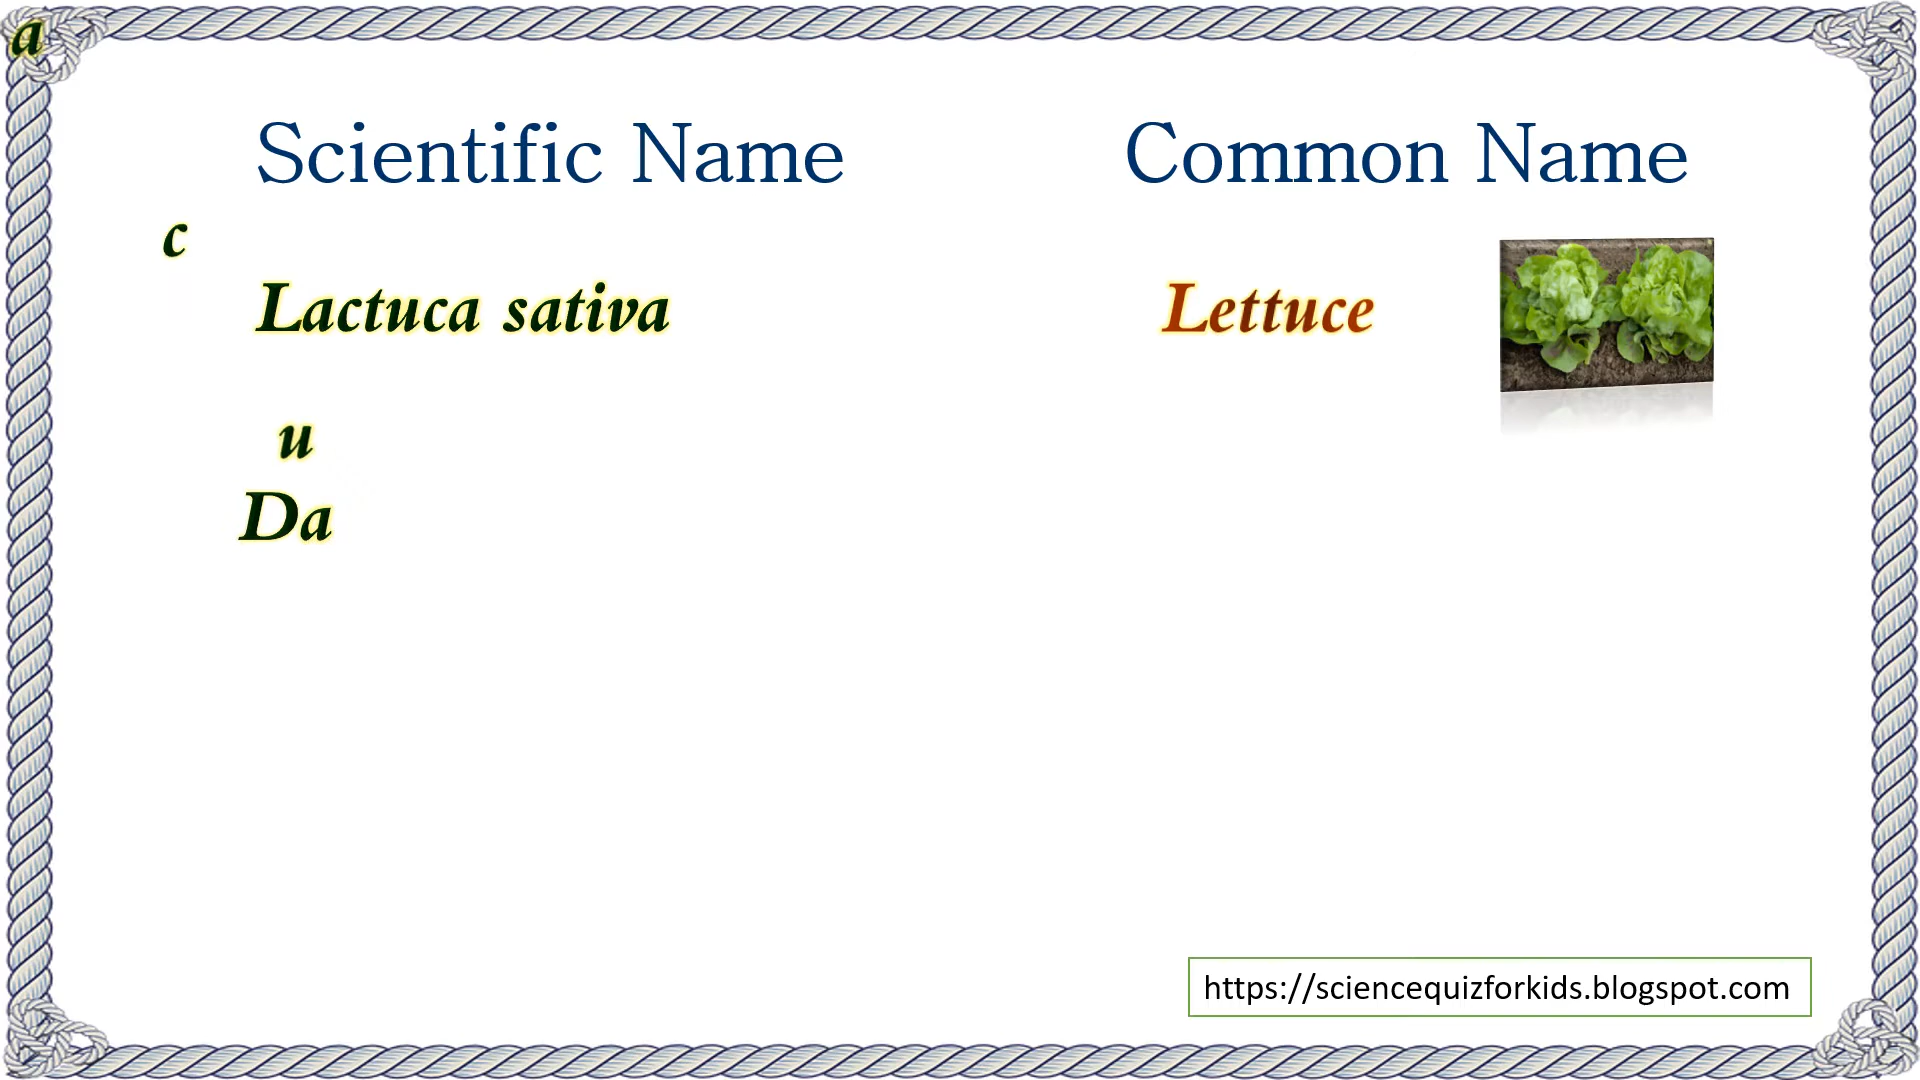 a
Scientific Name
Common Name
c
Lactuca sativa
Lettuce
u
Da
https://sciencequizforkids.blogspot.com